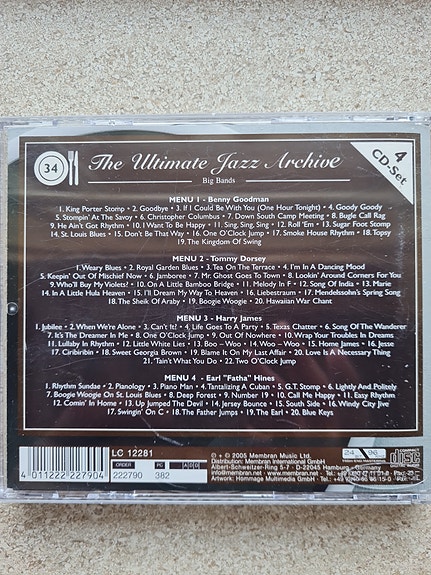 34
The Ultimate Jazz Archive
Big Bands
4
CD-Set
MENU 1 - Benny Goodman
1. King Porter Stomp · 2. Goodbye · 3. If I Could Be With You (One Hour Tonight) · 4. Goody Goody
5. Stompin' At The Savoy · 6. Christopher Columbus · 7. Down South Camp Meeting · 8. Bugle Call Rag
9. He Ain't Got Rhythm · 10. I Want To Be Happy · 11. Sing, Sing, Sing · 12. Roll 'Em · 13. Sugar Foot Stomp
14. St. Louis Blues · 15. Don't Be That Way · 16. One O'Clock Jump · 17. Smoke House Rhythm · 18. Topsy
19. The Kingdom Of Swing
MENU 2 - Tommy Dorsey
1. Weary Blues · 2. Royal Garden Blues · 3. Tea On The Terrace · 4. I'm In A Dancing Mood
5. Keepin' Out Of Mischief Now · 6. Jamboree · 7. Mr. Ghost Goes To Town · 8. Lookin' Around Corners For You
9. Who'll Buy My Violets? · 10. On A Little Bamboo Bridge · 11. Melody In F · 12. Song Of India · 13. Marie
14. In A Little Hula Heaven · 15. I'll Dream My Way To Heaven · 16. Liebestraum · 17. Mendelssohn's Spring Song
18. The Sheik Of Araby · 19. Boogie Woogie · 20. Hawaiian War Chant
MENU 3 - Harry James
1. Jubilee · 2. When We're Alone · 3. Can't I? · 4. Life Goes To A Party · 5. Texas Chatter · 6. Song Of The Wanderer
7. It's The Dreamer In Me · 8. One O'Clock Jump · 9. Out Of Nowhere · 10. Wrap Your Troubles In Dreams
11. Lullaby In Rhythm · 12. Little White Lies · 13. Boo - Woo · 14. Woo - Woo · 15. Home James · 16. Jesse
17. Ciribiribin · 18. Sweet Georgia Brown · 19. Blame It On My Last Affair · 20. Love Is A Necessary Thing
21. 'Tain't What You Do · 22. Two O'Clock Jump
MENU 4 - Earl "Fatha" Hines
1. Rhythm Sundae · 2. Pianology · 3. Piano Man · 4. Tantalizing A Cuban · 5. G.T. Stomp · 6. Lightly And Politely
7. Boogie Woogie On St. Louis Blues · 8. Deep Forest · 9. Number 19 · 10. Call Me Happy · 11. Easy Rhythm
12. Comin' In Home · 13. Up Jumped The Devil · 14. Jersey Bounce · 15. South Side · 16. Windy City Jive
17. Swingin' On C · 18. The Father Jumps · 19. The Earl · 20. Blue Keys
4 011222 227904
LC 12281
ORDER
222790
PG
382
A D D
℗ + © 2005 Membran Music Ltd.
Distribution: Membran International GmbH
Albert-Schweitzer-Ring 5-7 · D-22045 Hamburg · Germany
info@membran.net · www.membran.net
Artwork: Hommage Multimedia GmbH
24 96
COMPACT
disc
DIGITAL AUDIO